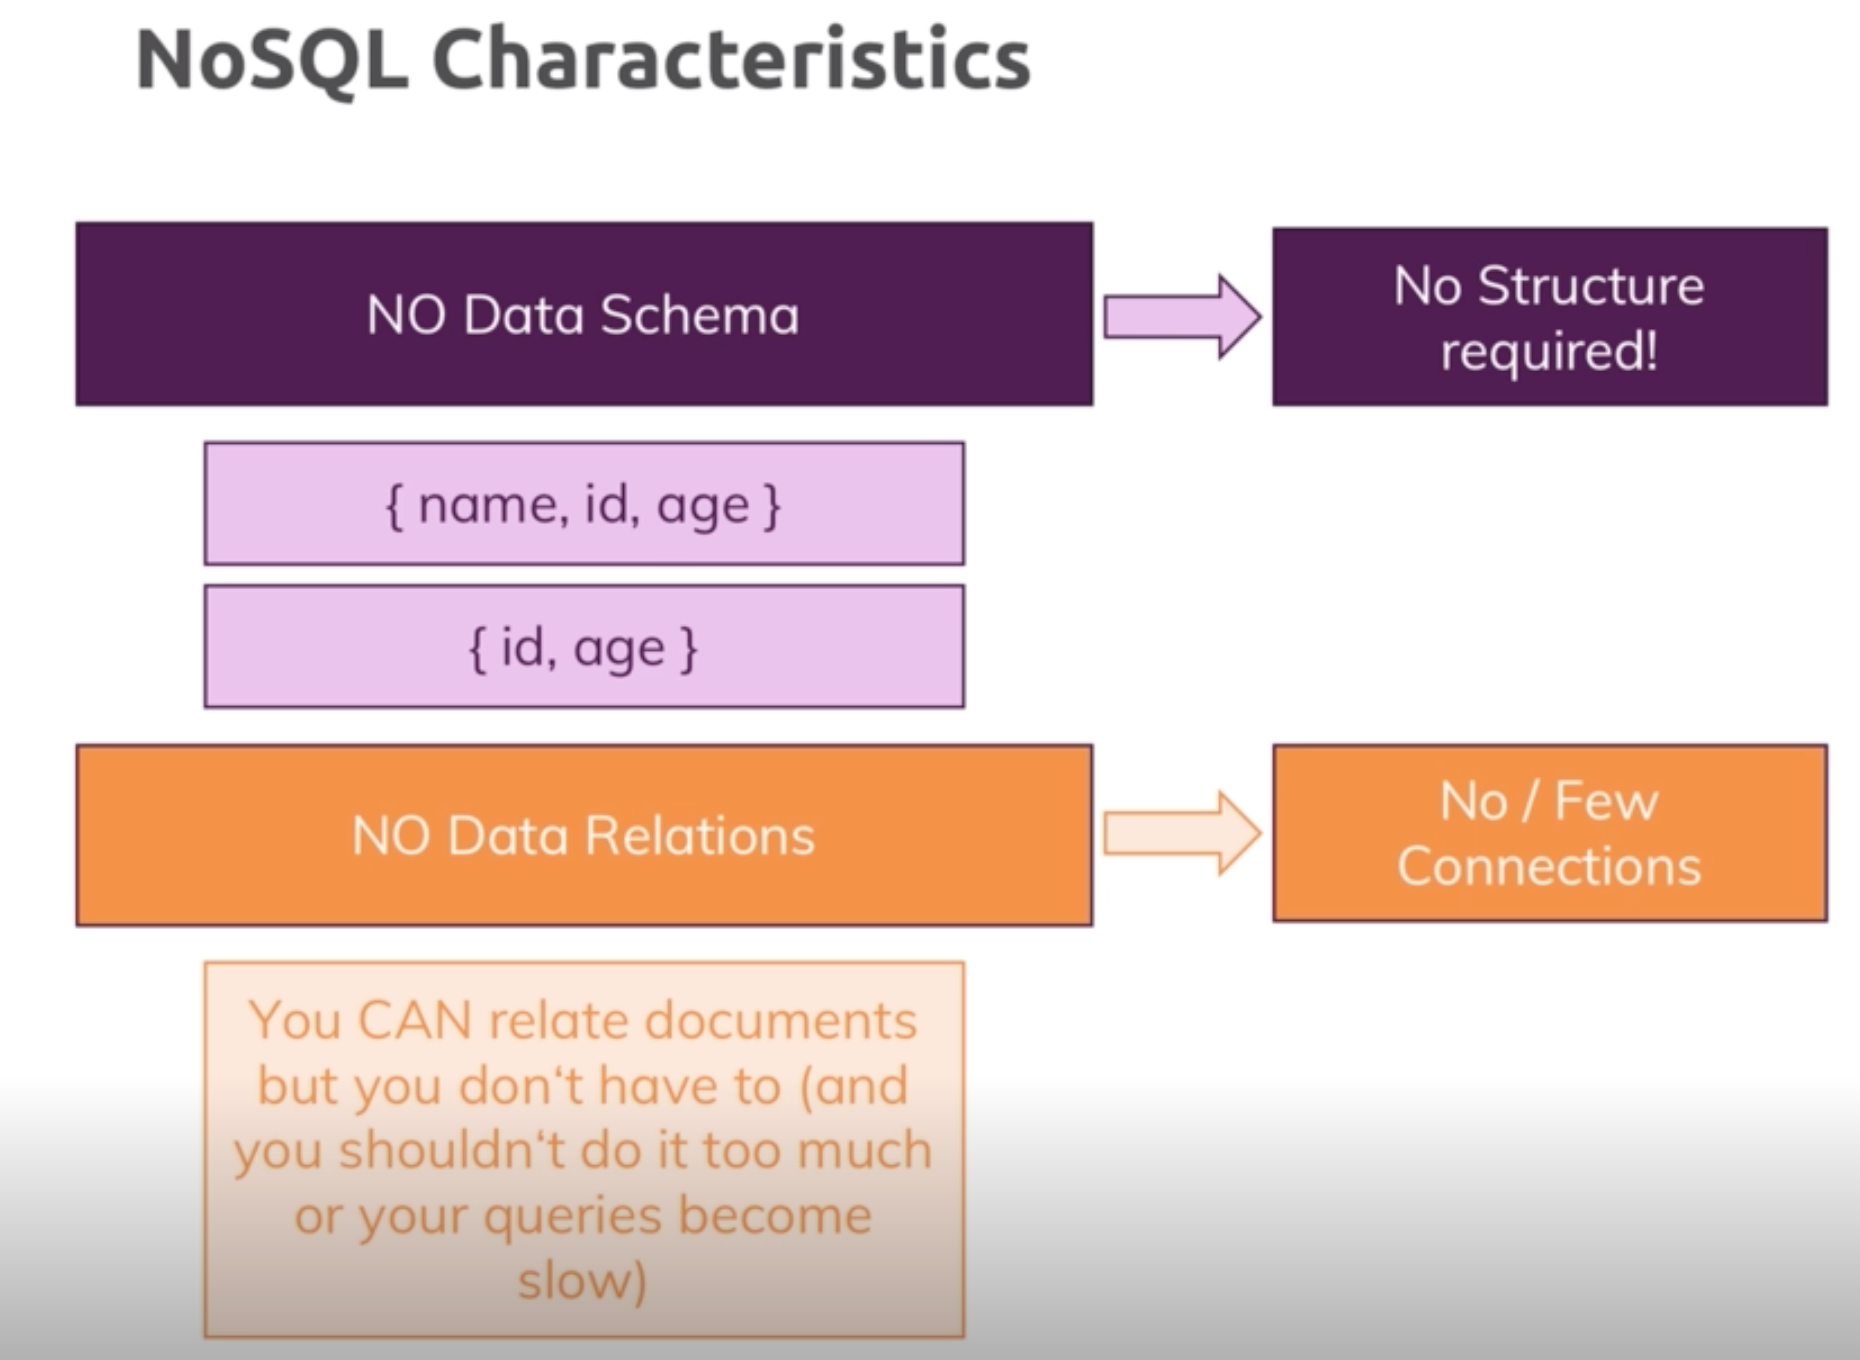 NoSQL Characteristics
NO Data Schema
No Structure
required!
{ name, id, age }
{ id, age }
NO Data Relations
No / Few
Connections
You CAN relate documents
but you don‘t have to (and
you shouldn‘t do it too much
or your queries become
slow)